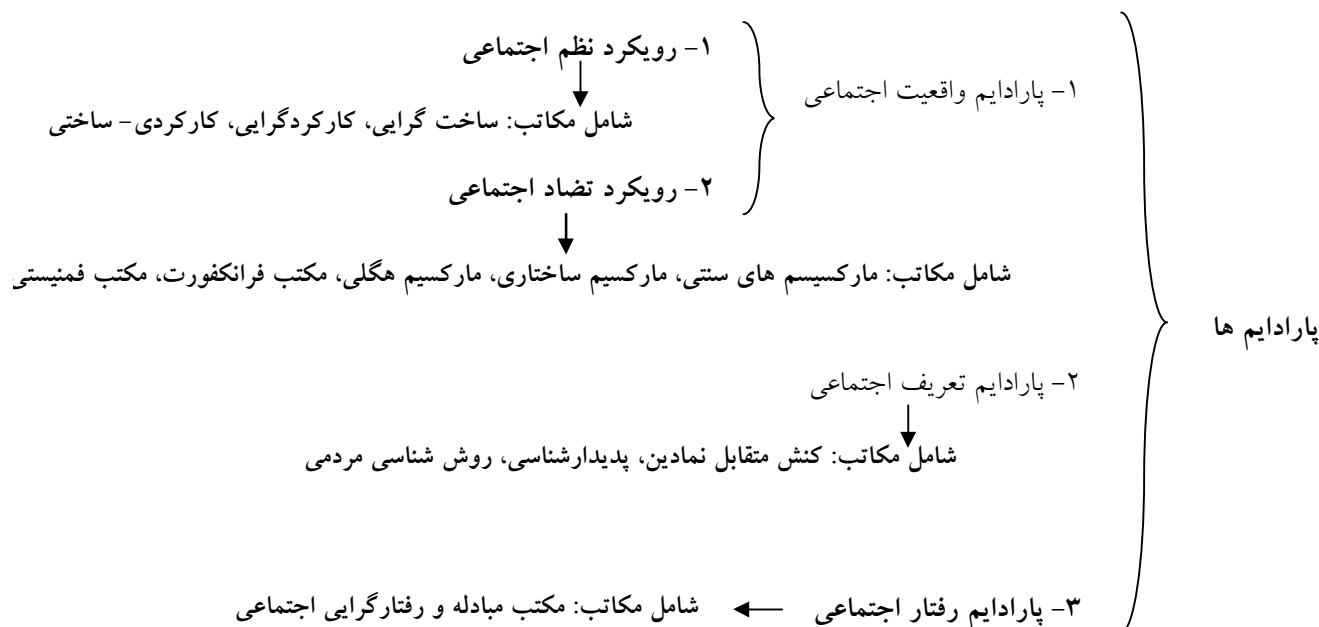 ۱- رویکرد نظم اجتماعی
۱- پارادایم واقعیت اجتماعی
شامل مکاتب: ساخت گرایی، کارکردگرایی، کارکردی- ساختی
۲- رویکرد تضاد اجتماعی
شامل مکاتب: مارکسیسم های سنتی، مارکسیم ساختاری، مارکسیم هگلی، مکتب فرانکفورت، مکتب فمنیستی
پارادایم ها
۲- پارادایم تعریف اجتماعی
شامل مکاتب: کنش متقابل نمادین، پدیدارشناسی، روش شناسی مردمی
۳- پارادایم رفتار اجتماعی
شامل مکاتب: مکتب مبادله و رفتارگرایی اجتماعی